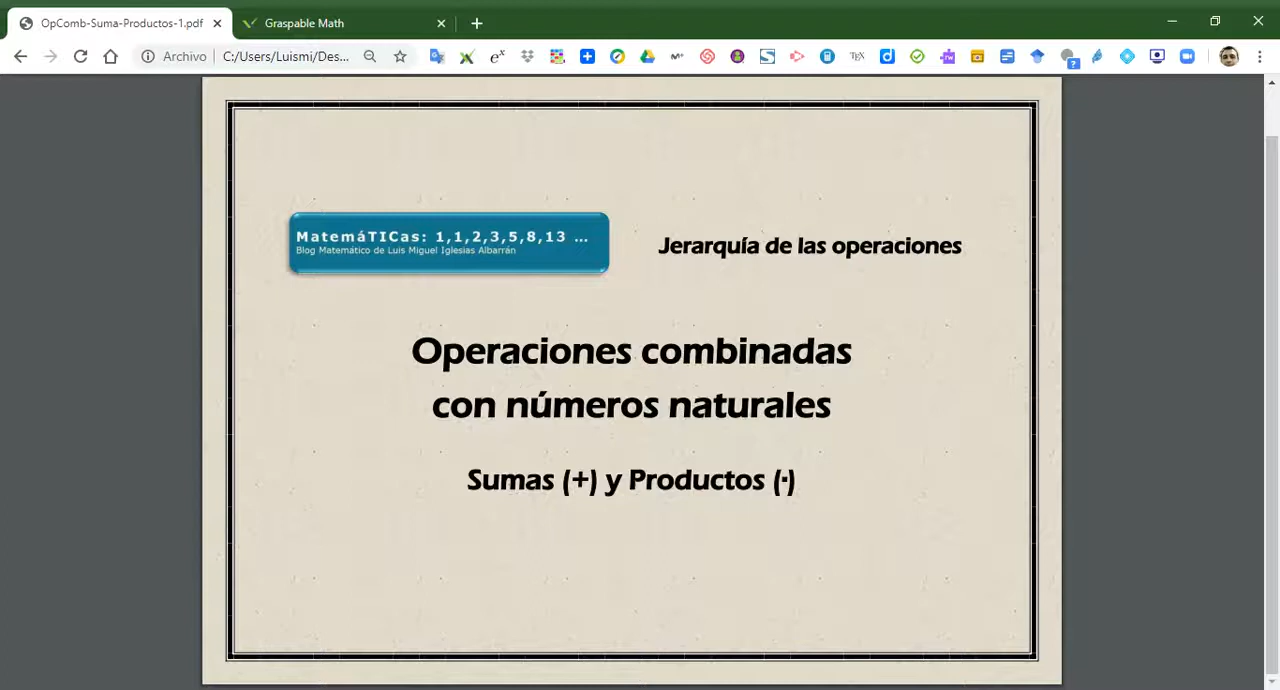 OpComb-Suma-Productos-1.pdf
Graspable Math
Archivo
C:/Users/Luismi/Des...
MatemáTICas: 1,1,2,3,5,8,13 ...
Blog Matemático de Luis Miguel Iglesias Albarrán
Jerarquía de las operaciones
Operaciones combinadas
con números naturales
Sumas (+) y Productos (·)